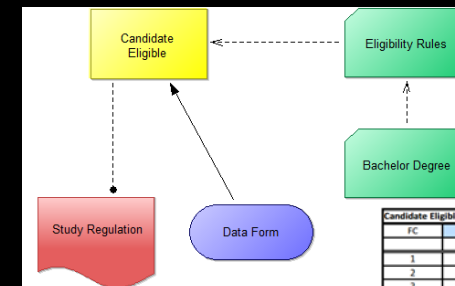 Candidate
Eligible
Eligibility Rules
Bachelor Degree
Study Regulation
Data Form
FC
1
2